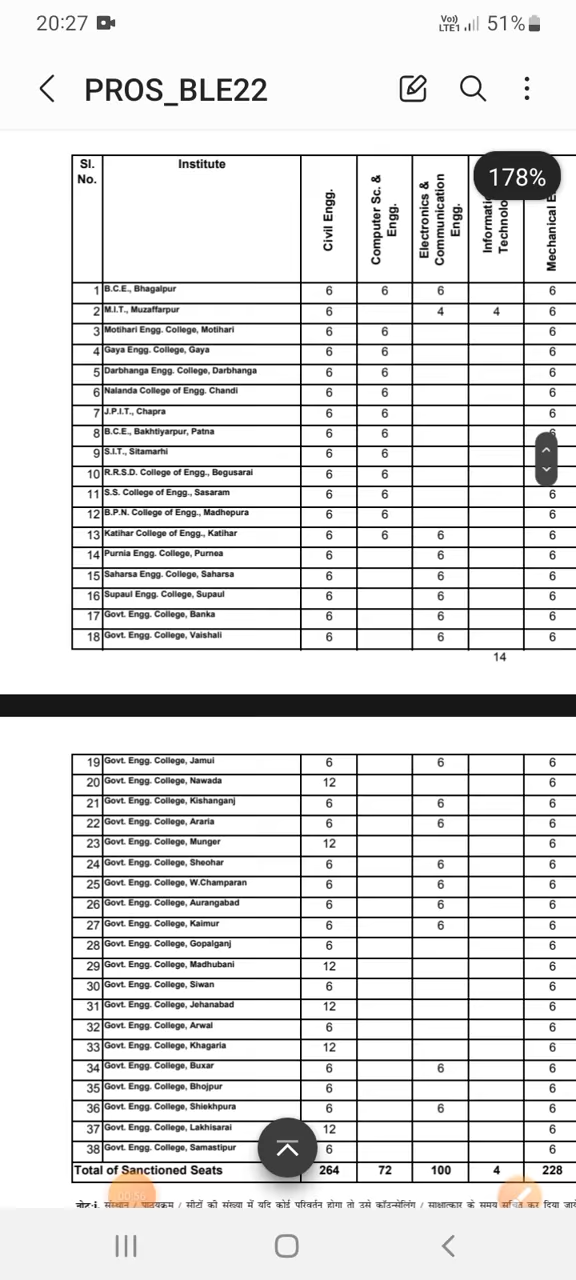 20:27 Vo)) LTE1 51%
PROS_BLE22
178%
Sl. No. Institute Civil Engg. Computer Sc. & Engg. Electronics & Communication Engg. Mechanical
1 B.C.E., Bhagalpur 6 6 6 6
2 M.I.T., Muzaffarpur 6 4 4 6
3 Motihari Engg. College, Motihari 6 6 6
4 Gaya Engg. College, Gaya 6 6 6
5 Darbhanga Engg. College, Darbhanga 6 6 6
6 Nalanda College of Engg. Chandi 6 6 6
7 J.P.I.T., Chapra 6 6 6
8 B.C.E., Bakhtiyarpur, Patna 6 6 6
9 S.I.T., Sitamarhi 6 6
10 R.R.S.D. College of Engg., Begusarai 6 6
11 S.S. College of Engg., Sasaram 6 6 6
12 B.P.N. College of Engg., Madhepura 6 6 6
13 Katihar College of Engg., Katihar 6 6 6 6
14 Purnia Engg. College, Purnea 6 6 6
15 Saharsa Engg. College, Saharsa 6 6 6
16 Supaul Engg. College, Supaul 6 6 6
17 Govt. Engg. College, Banka 6 6 6
18 Govt. Engg. College, Vaishali 6 6 6
14
19 Govt. Engg. College, Jamui 6 6 6
20 Govt. Engg. College, Nawada 12 6
21 Govt. Engg. College, Kishanganj 6 6 6
22 Govt. Engg. College, Araria 6 6 6
23 Govt. Engg. College, Munger 12 6
24 Govt. Engg. College, Sheohar 6 6 6
25 Govt. Engg. College, W.Champaran 6 6 6
26 Govt. Engg. College, Aurangabad 6 6 6
27 Govt. Engg. College, Kaimur 6 6 6
28 Govt. Engg. College, Gopalganj 6 6
29 Govt. Engg. College, Madhubani 12 6
30 Govt. Engg. College, Siwan 6 6
31 Govt. Engg. College, Jehanabad 12 6
32 Govt. Engg. College, Arwal 6 6
33 Govt. Engg. College, Khagaria 12 6
34 Govt. Engg. College, Buxar 6 6 6
35 Govt. Engg. College, Bhojpur 6 6
36 Govt. Engg. College, Shiekhpura 6 6 6
37 Govt. Engg. College, Lakhisarai 12 6
38 Govt. Engg. College, Samastipur 6 6
Total of Sanctioned Seats 264 72 100 4 228
नोट:i. संस्थान / पाठ्यक्रम / सीटों की संख्या में यदि कोई परिवर्तन होगा तो उसे काउन्सेलिंग / साक्षात्कार के समय कर दिया